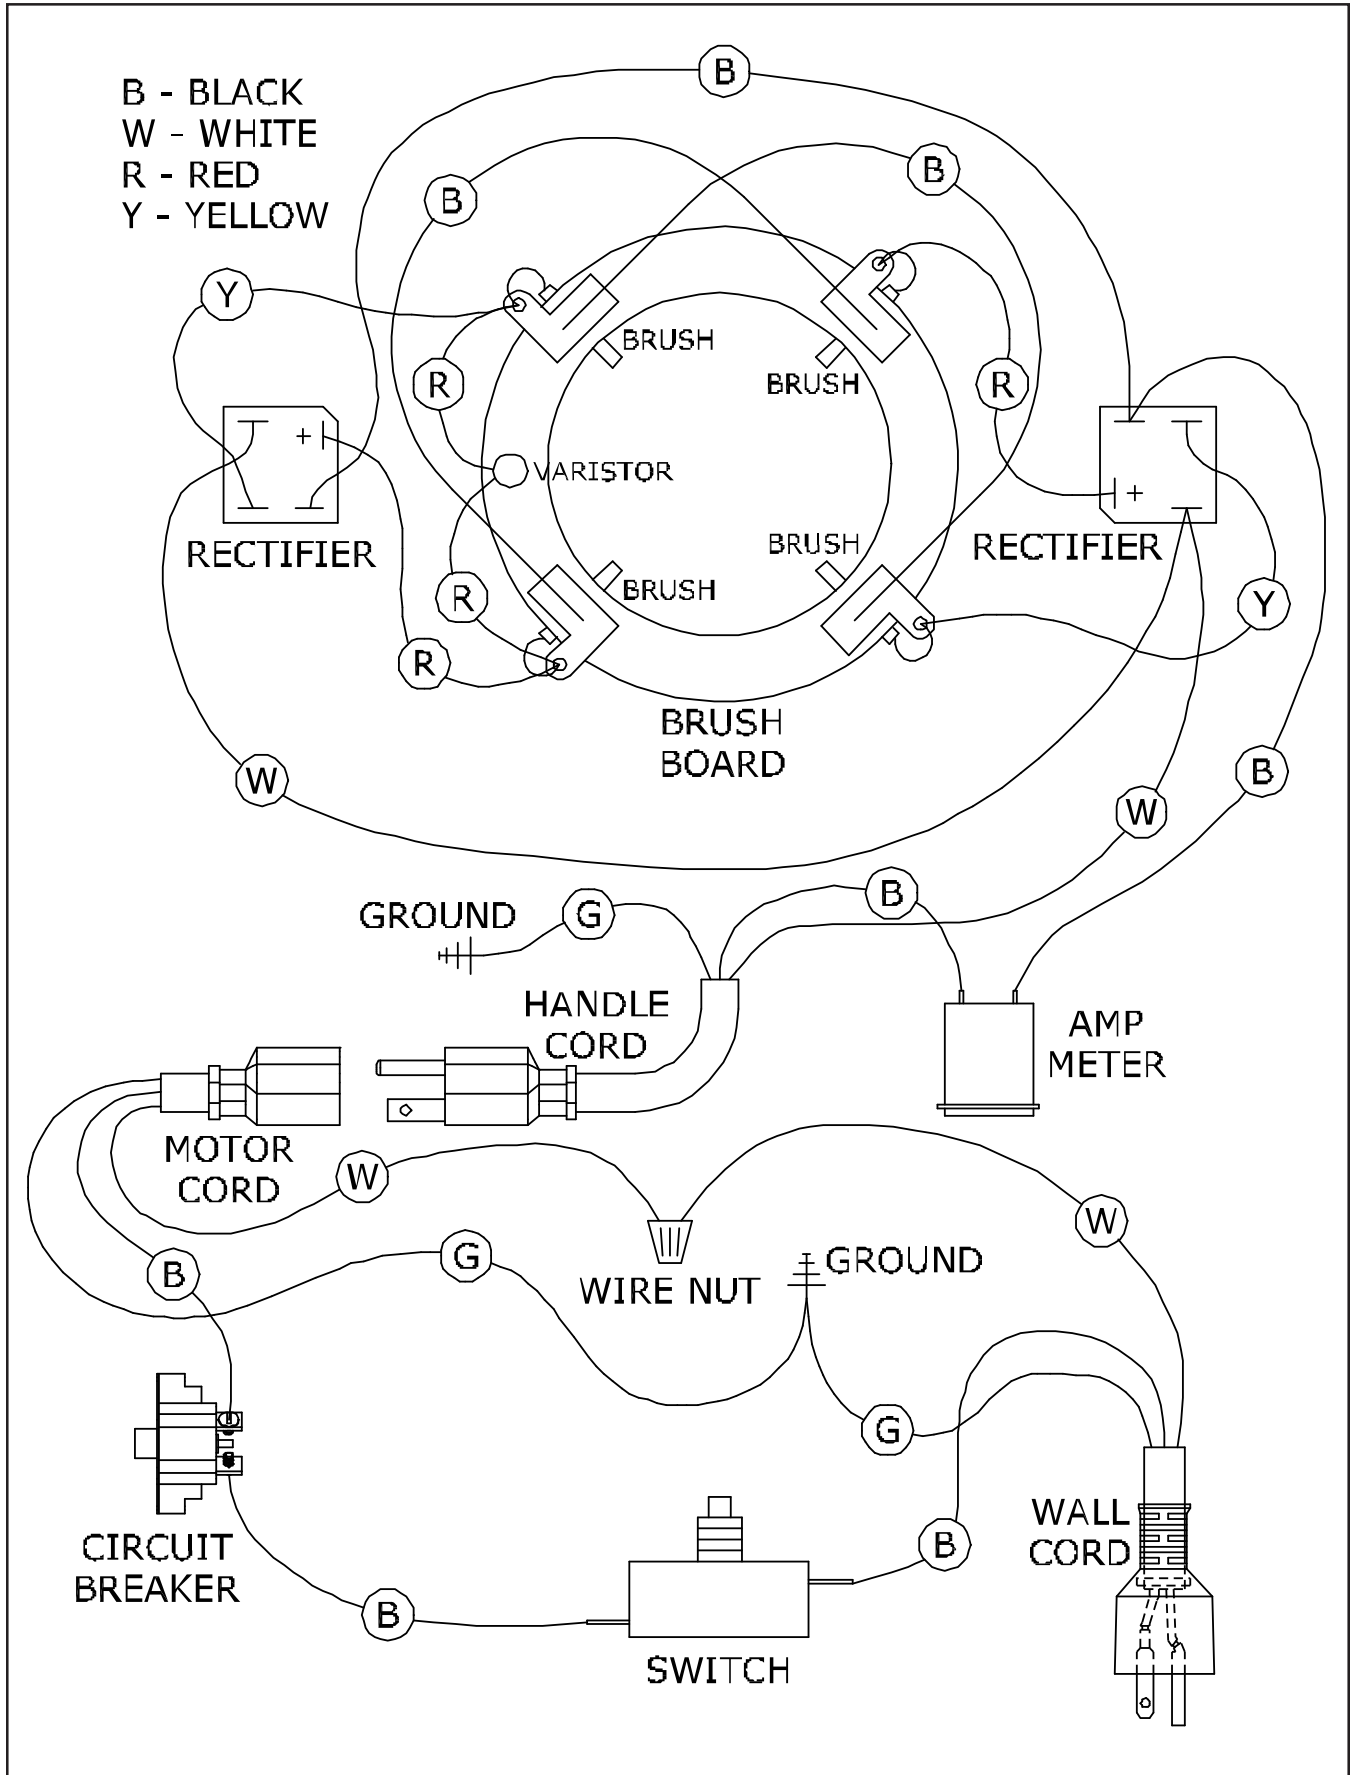 B
B - BLACK
W - WHITE
R - RED
Y - YELLOW
B
B
Y
BRUSH
BRUSH
R
R
VARISTOR
+
+
RECTIFIER
RECTIFIER
BRUSH
BRUSH
R
Y
R
BRUSH
BOARD
W
B
W
B
GROUND
G
HANDLE
CORD
AMP
METER
MOTOR
CORD
W
W
G
B
WIRE NUT
GROUND
G
CIRCUIT
BREAKER
B
WALL
CORD
B
SWITCH